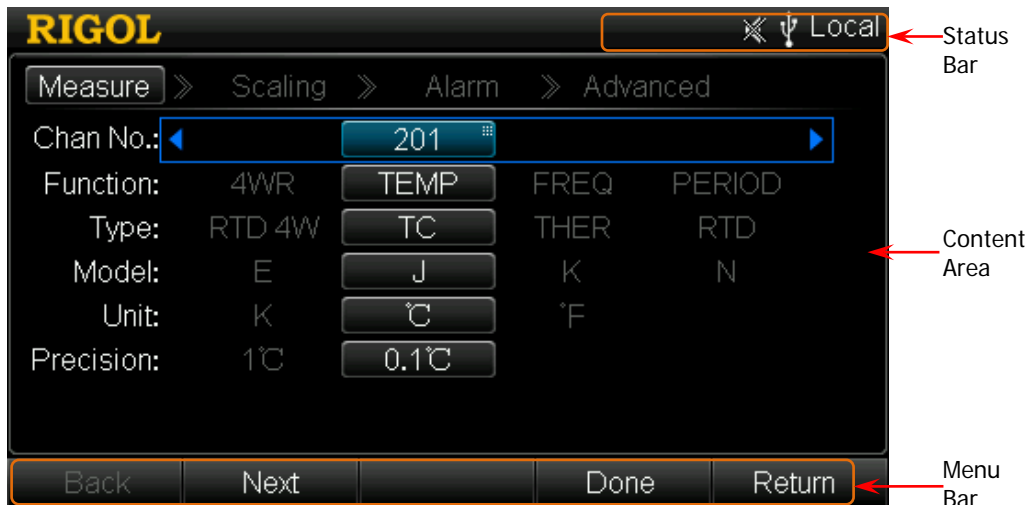 RIGOL
Local
Status
Bar
Measure Scaling Alarm Advanced
Chan No.: 201
Function: 4WR TEMP FREQ PERIOD
Type: RTD 4W TC THER RTD
Content
Area
Model: E J K N
Unit: K ℃ ℉
Precision: 1℃ 0.1℃
Back Next Done Return
Menu
Bar